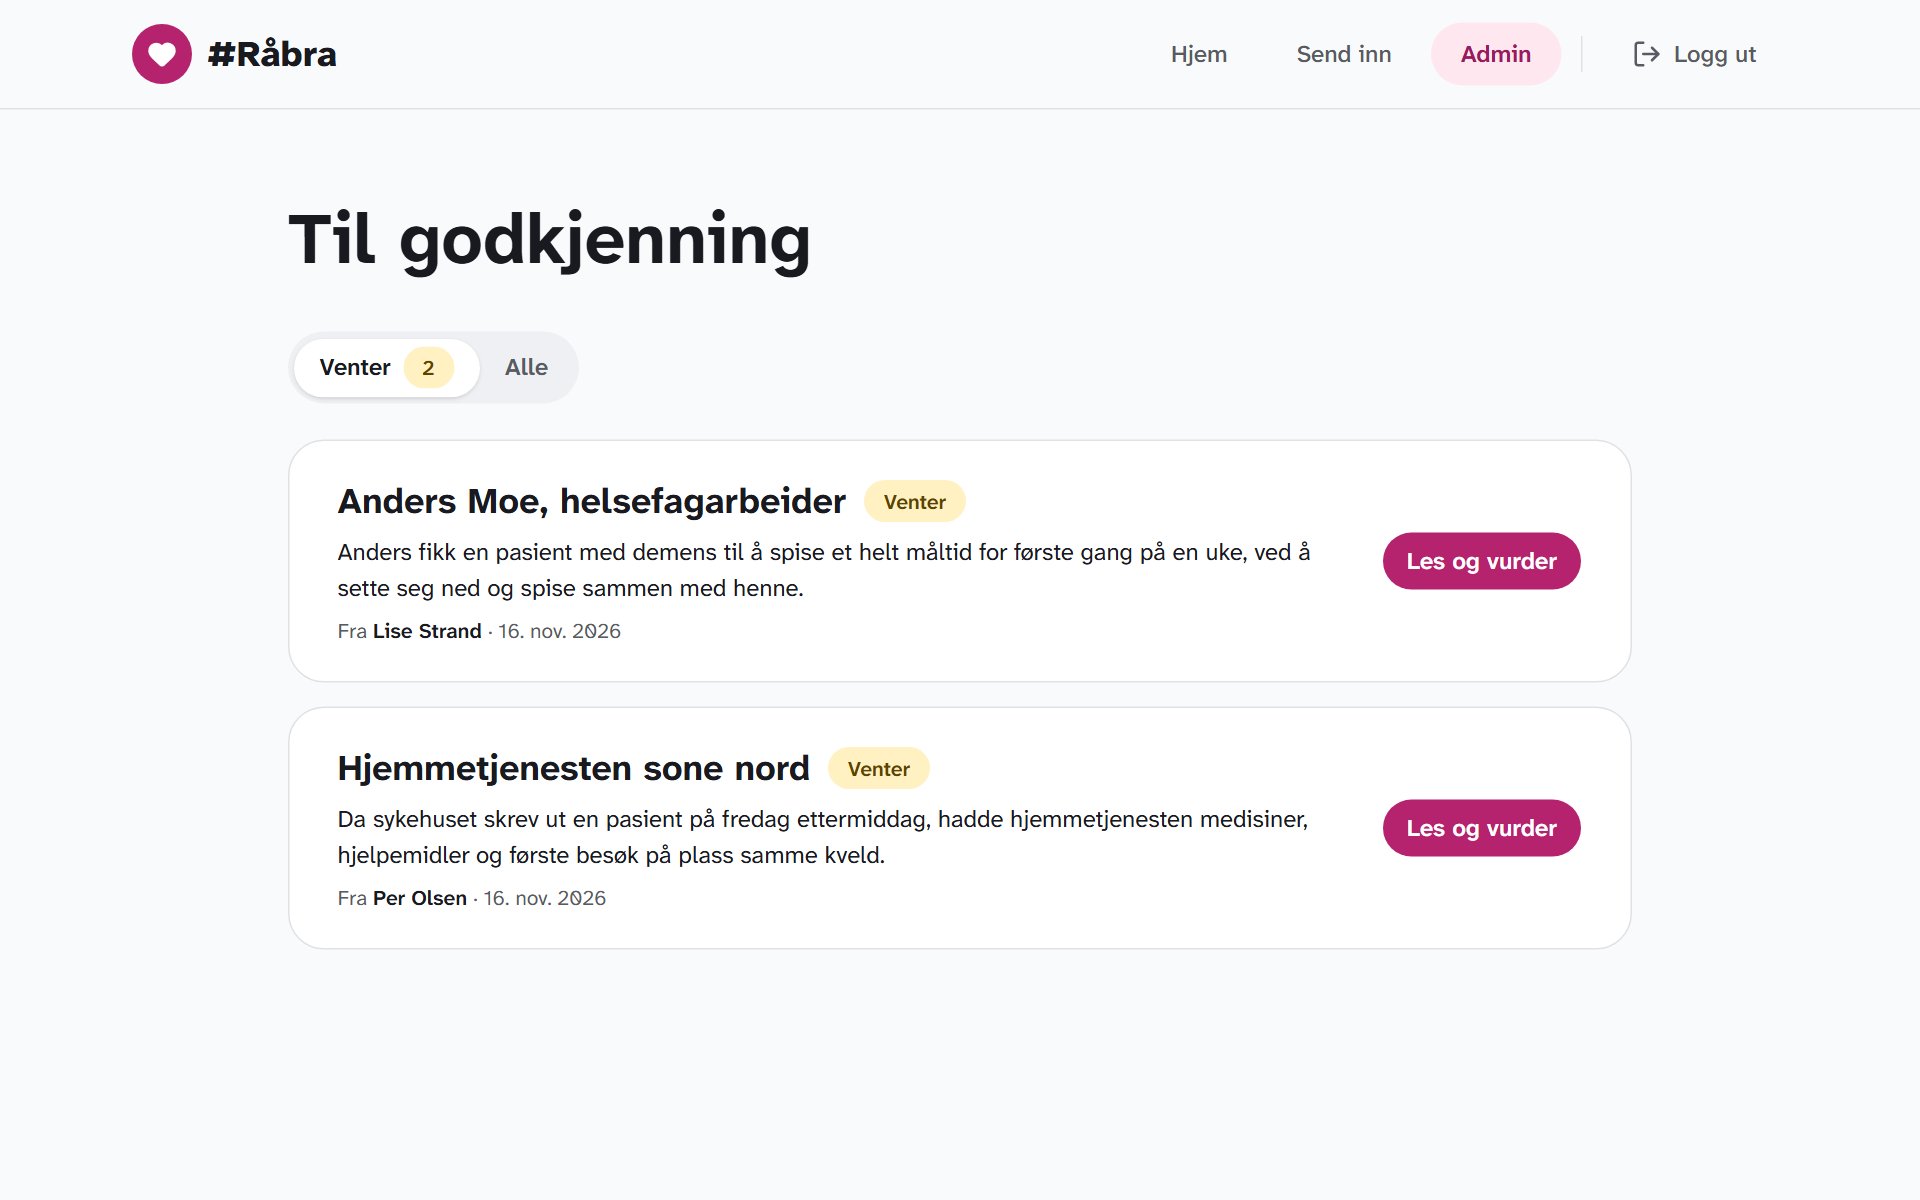 #Råbra
Hjem
Send inn
Admin
Logg ut
Til godkjenning
Venter 2
Alle
Anders Moe, helsefagarbeider
Venter
Anders fikk en pasient med demens til å spise et helt måltid for første gang på en uke, ved å
sette seg ned og spise sammen med henne.
Fra Lise Strand · 16. nov. 2026
Les og vurder
Hjemmetjenesten sone nord
Venter
Da sykehuset skrev ut en pasient på fredag ettermiddag, hadde hjemmetjenesten medisiner,
hjelpemidler og første besøk på plass samme kveld.
Fra Per Olsen · 16. nov. 2026
Les og vurder